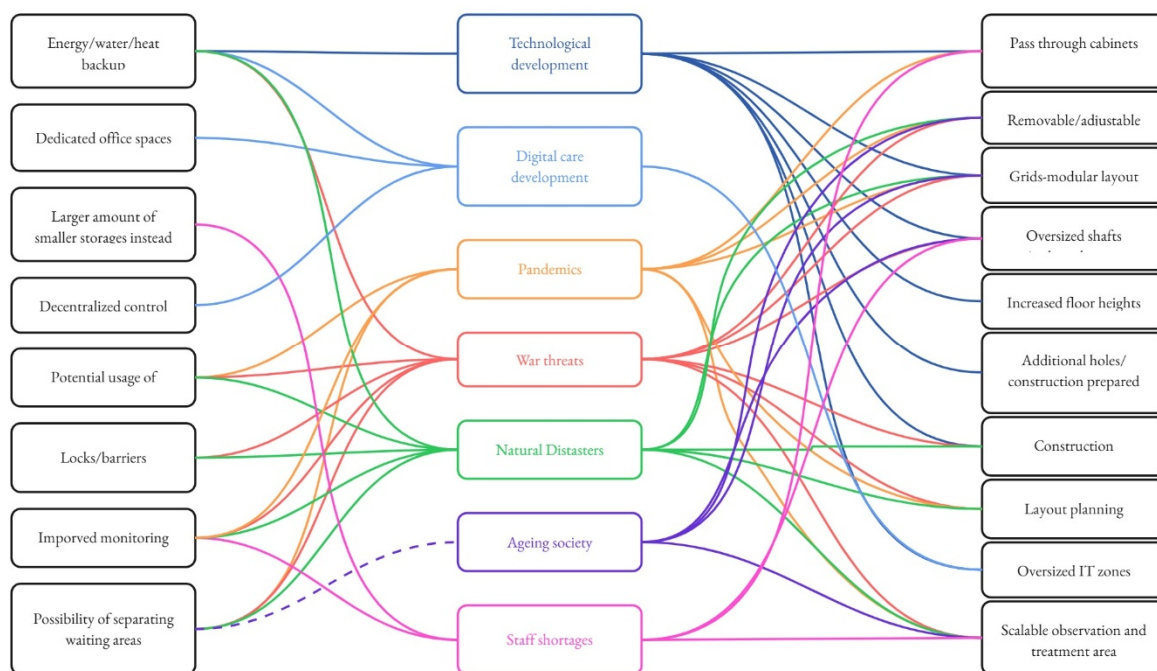 Energy/water/heat
backup
Dedicated office spaces
Larger amount of
smaller storages instead
Decentralized control
Potential usage of
Locks/barriers
Imporved monitoring
Possibility of separating
waiting areas
Technological
development
Digital care
development
Pandemics
War threats
Natural Distasters
Ageing society
Staff shortages
Pass through cabinets
Removable/adjustable
Grids-modular layout
Oversized shafts
Increased floor heights
Additional holes/
construction prepared
Construction
Layout planning
Oversized IT zones
Scalable observation and
treatment area